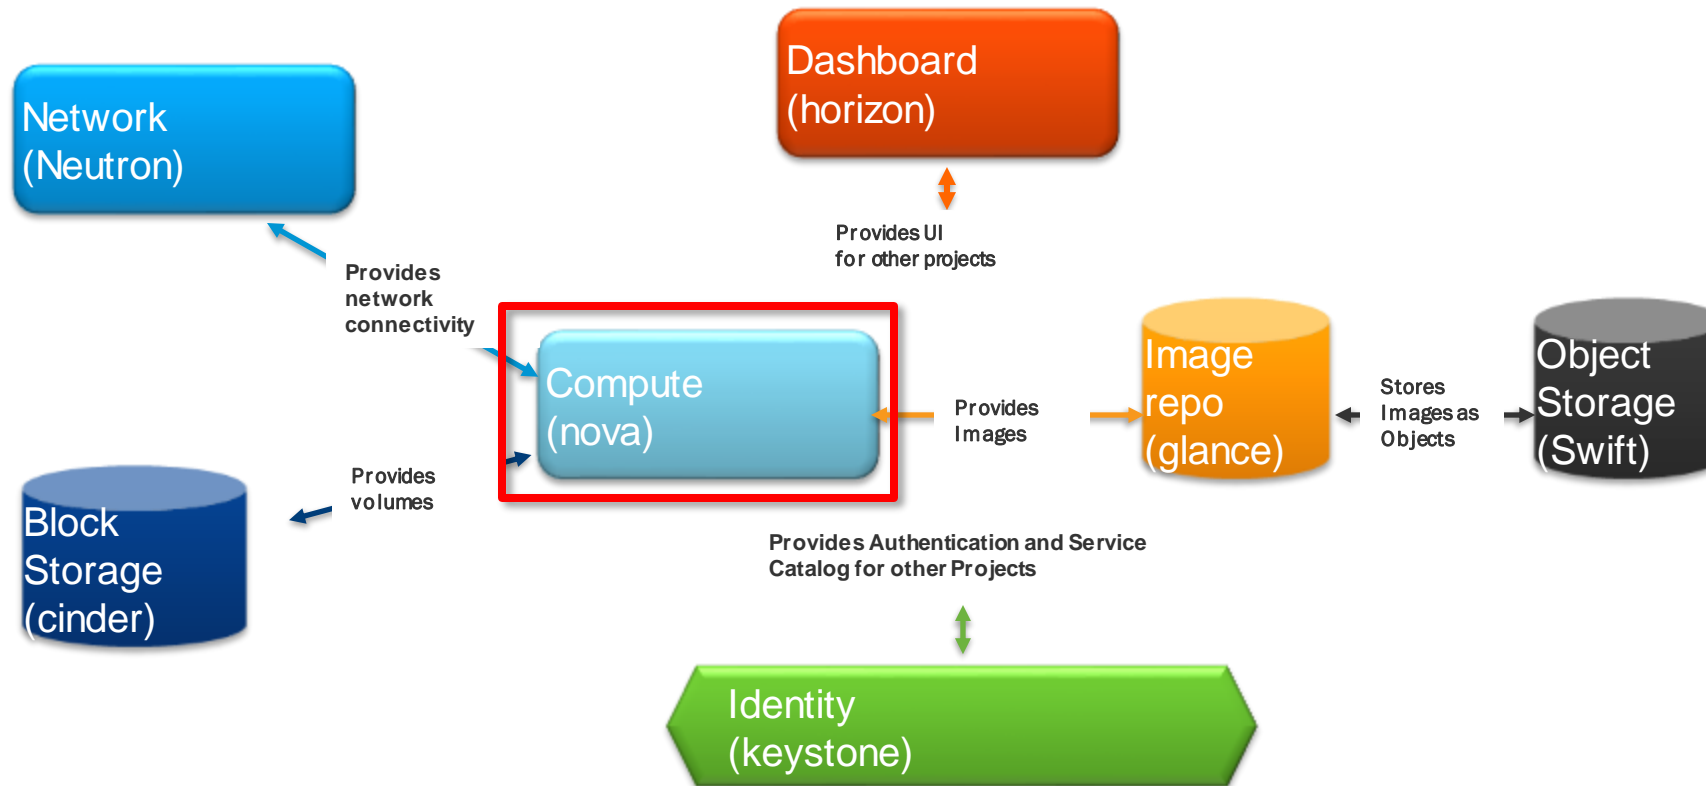 Dashboard
(horizon)
Network
(Neutron)
Provides UI
for other projects
Provides
network
connectivity
Compute
(nova)
Provides
Images
Image
repo
(glance)
Stores
Images as
Objects
Object
Storage
(Swift)
Provides
volumes
Block
Storage
(cinder)
Provides Authentication and Service
Catalog for other Projects
Identity
(keystone)